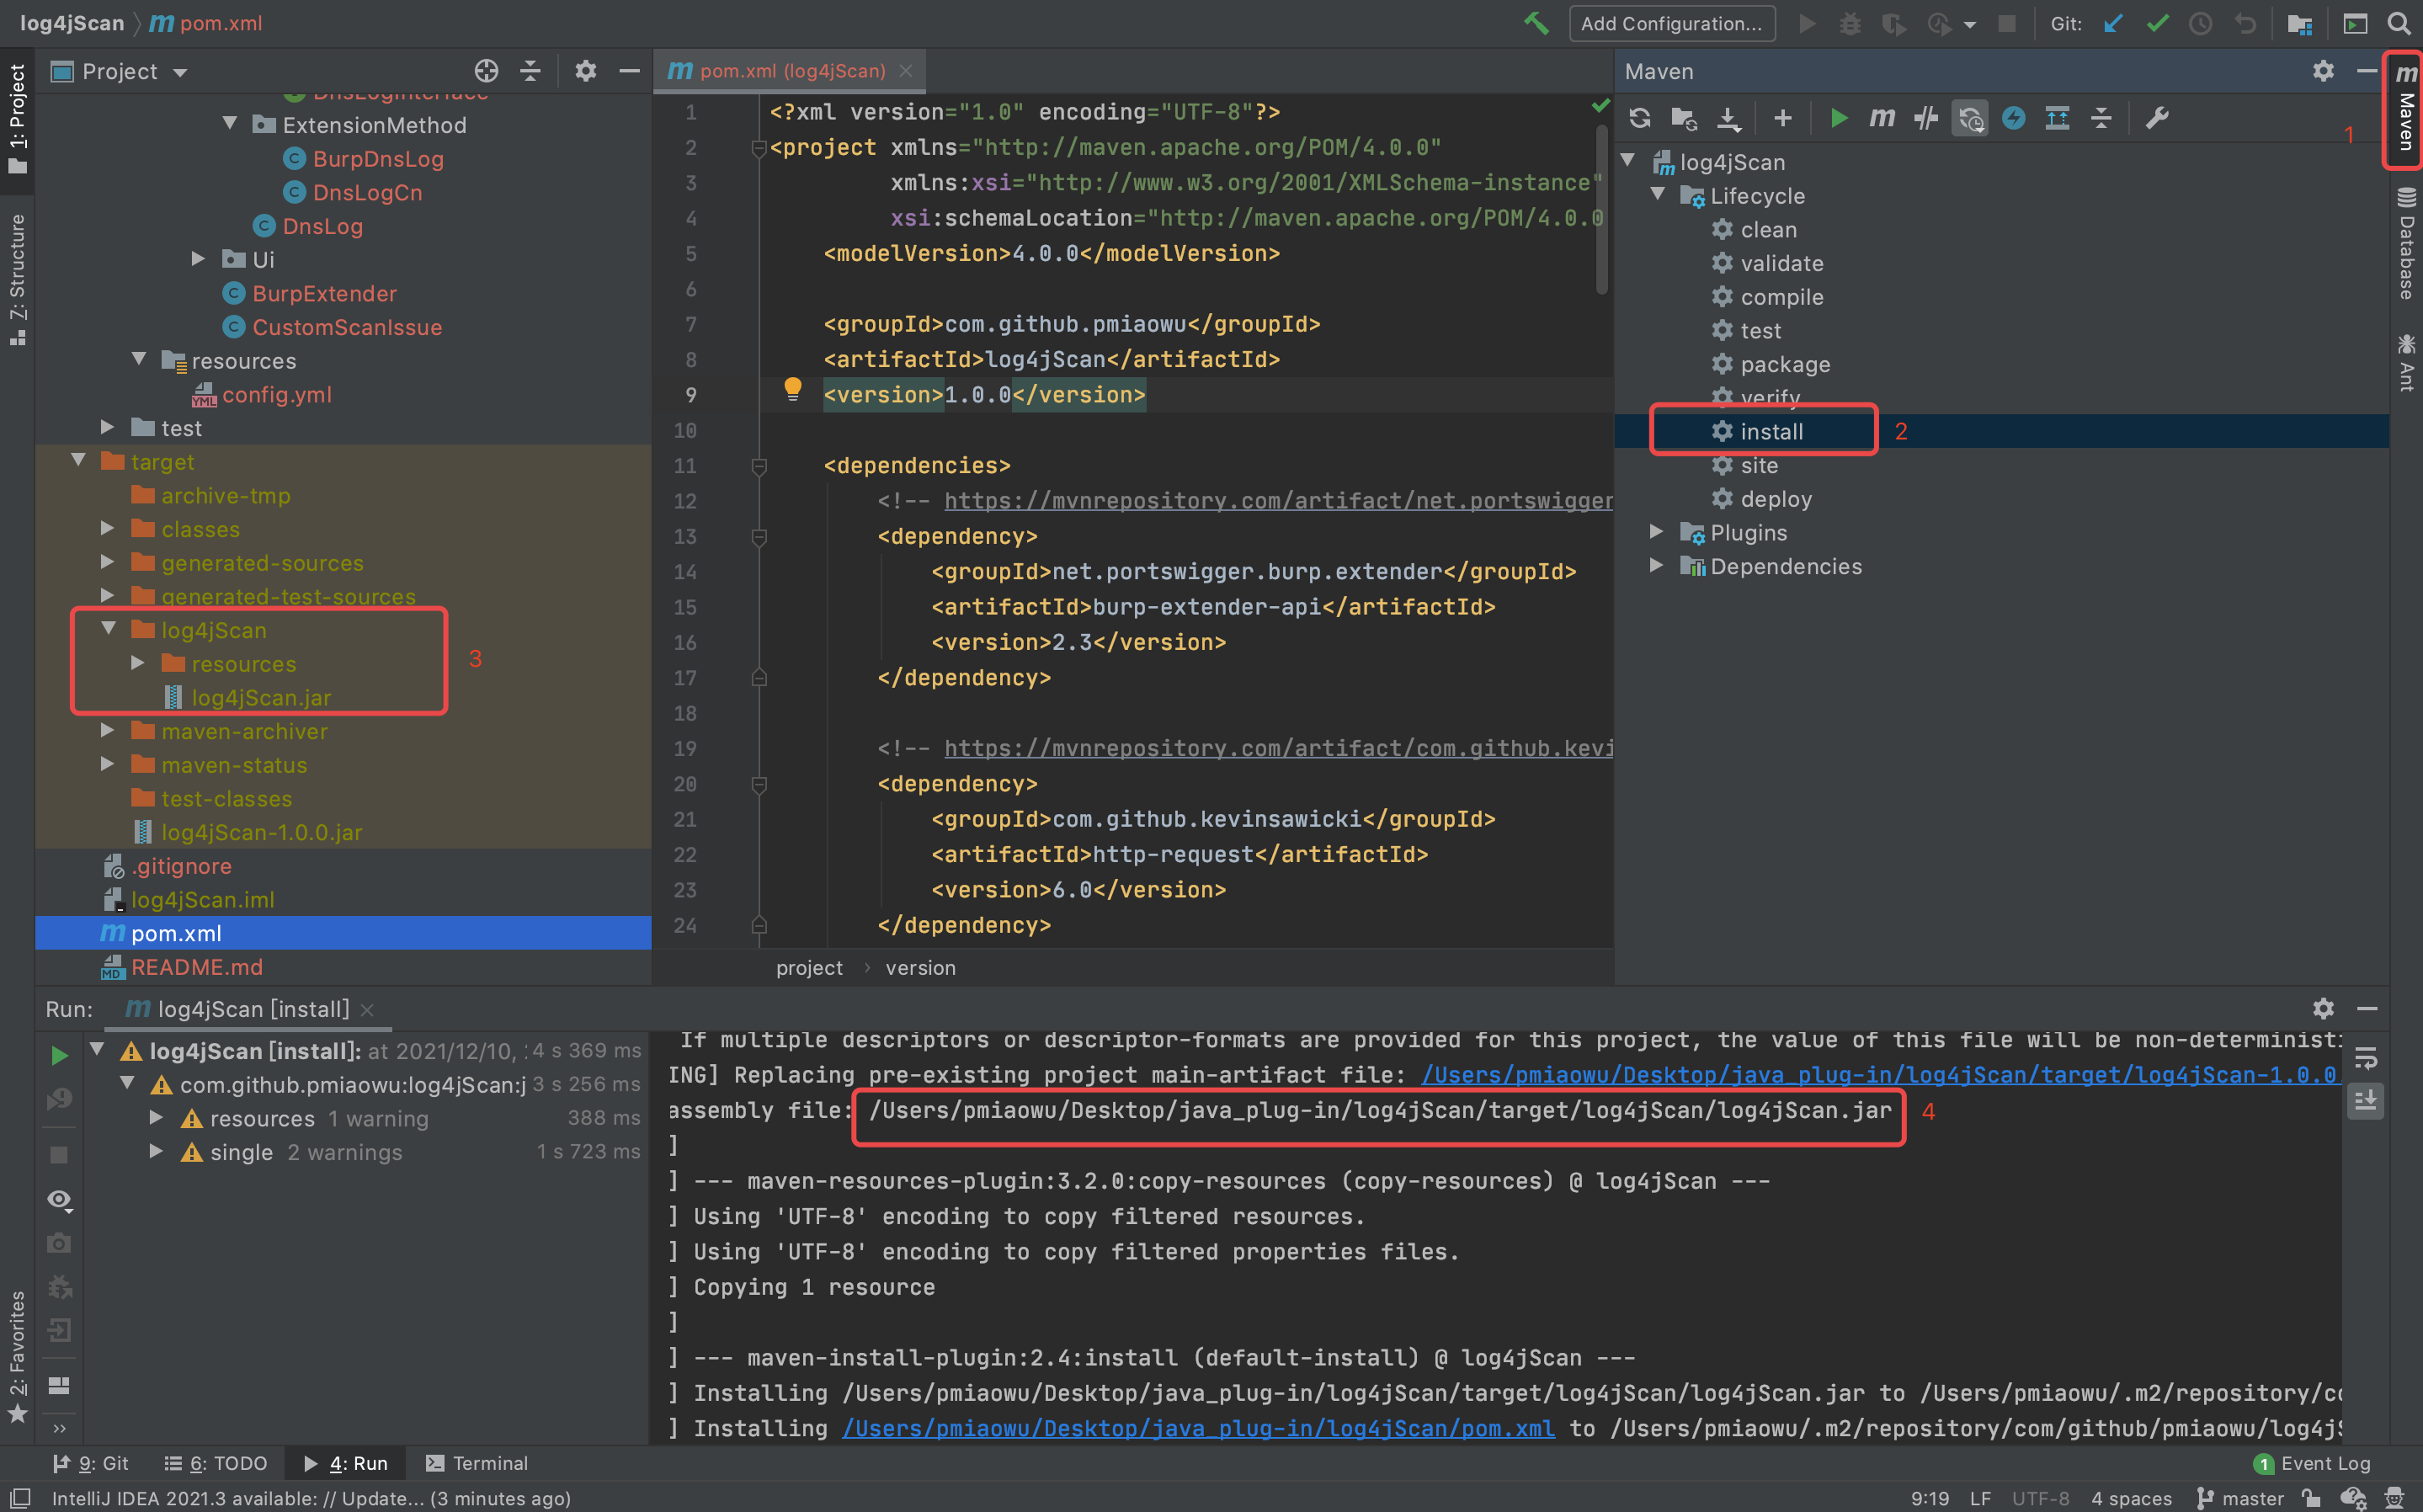 log4jScan
pom.xml
Add Configuration...
Git:
1: Project
7: Structure
2: Favorites
Project
ExtensionMethod
BurpDnsLog
DnsLogCn
DnsLog
Ui
BurpExtender
CustomScanIssue
resources
config.yml
test
target
archive-tmp
classes
generated-sources
generated-test-sources
log4jScan
resources
log4jScan.jar
3
maven-archiver
maven-status
test-classes
log4jScan-1.0.0.jar
.gitignore
log4jScan.iml
pom.xml
README.md
pom.xml (log4jScan)
1 <?xml version="1.0" encoding="UTF-8"?>
2 <project xmlns="http://maven.apache.org/POM/4.0.0"
3 xmlns:xsi="http://www.w3.org/2001/XMLSchema-instance"
4 xsi:schemaLocation="http://maven.apache.org/POM/4.0.0
5 <modelVersion>4.0.0</modelVersion>
6
7 <groupId>com.github.pmiaowu</groupId>
8 <artifactId>log4jScan</artifactId>
9 <version>1.0.0</version>
10
11 <dependencies>
12 <!-- https://mvnrepository.com/artifact/net.portswigger
13 <dependency>
14 <groupId>net.portswigger.burp.extender</groupId>
15 <artifactId>burp-extender-api</artifactId>
16 <version>2.3</version>
17 </dependency>
18
19 <!-- https://mvnrepository.com/artifact/com.github.kevi
20 <dependency>
21 <groupId>com.github.kevinsawicki</groupId>
22 <artifactId>http-request</artifactId>
23 <version>6.0</version>
24 </dependency>
project › version
Maven
1
log4jScan
Lifecycle
clean
validate
compile
test
package
verify
install
2
site
deploy
Plugins
Dependencies
Maven
Database
Ant
Run:
log4jScan [install]
log4jScan [install]: at 2021/12/10, 4 s 369 ms
com.github.pmiaowu:log4jScan:j 3 s 256 ms
resources 1 warning 388 ms
single 2 warnings 1 s 723 ms
If multiple descriptors or descriptor-formats are provided for this project, the value of this file will be non-deterministi
ING] Replacing pre-existing project main-artifact file: /Users/pmiaowu/Desktop/java_plug-in/log4jScan/target/log4jScan-1.0.0.
assembly file: /Users/pmiaowu/Desktop/java_plug-in/log4jScan/target/log4jScan/log4jScan.jar
4
]
] --- maven-resources-plugin:3.2.0:copy-resources (copy-resources) @ log4jScan ---
] Using 'UTF-8' encoding to copy filtered resources.
] Using 'UTF-8' encoding to copy filtered properties files.
] Copying 1 resource
]
] --- maven-install-plugin:2.4:install (default-install) @ log4jScan ---
] Installing /Users/pmiaowu/Desktop/java_plug-in/log4jScan/target/log4jScan/log4jScan.jar to /Users/pmiaowu/.m2/repository/co
] Installing /Users/pmiaowu/Desktop/java_plug-in/log4jScan/pom.xml to /Users/pmiaowu/.m2/repository/com/github/pmiaowu/log4jS
9: Git
6: TODO
4: Run
Terminal
1 Event Log
IntelliJ IDEA 2021.3 available: // Update... (3 minutes ago)
9:19
LF
UTF-8
4 spaces
master